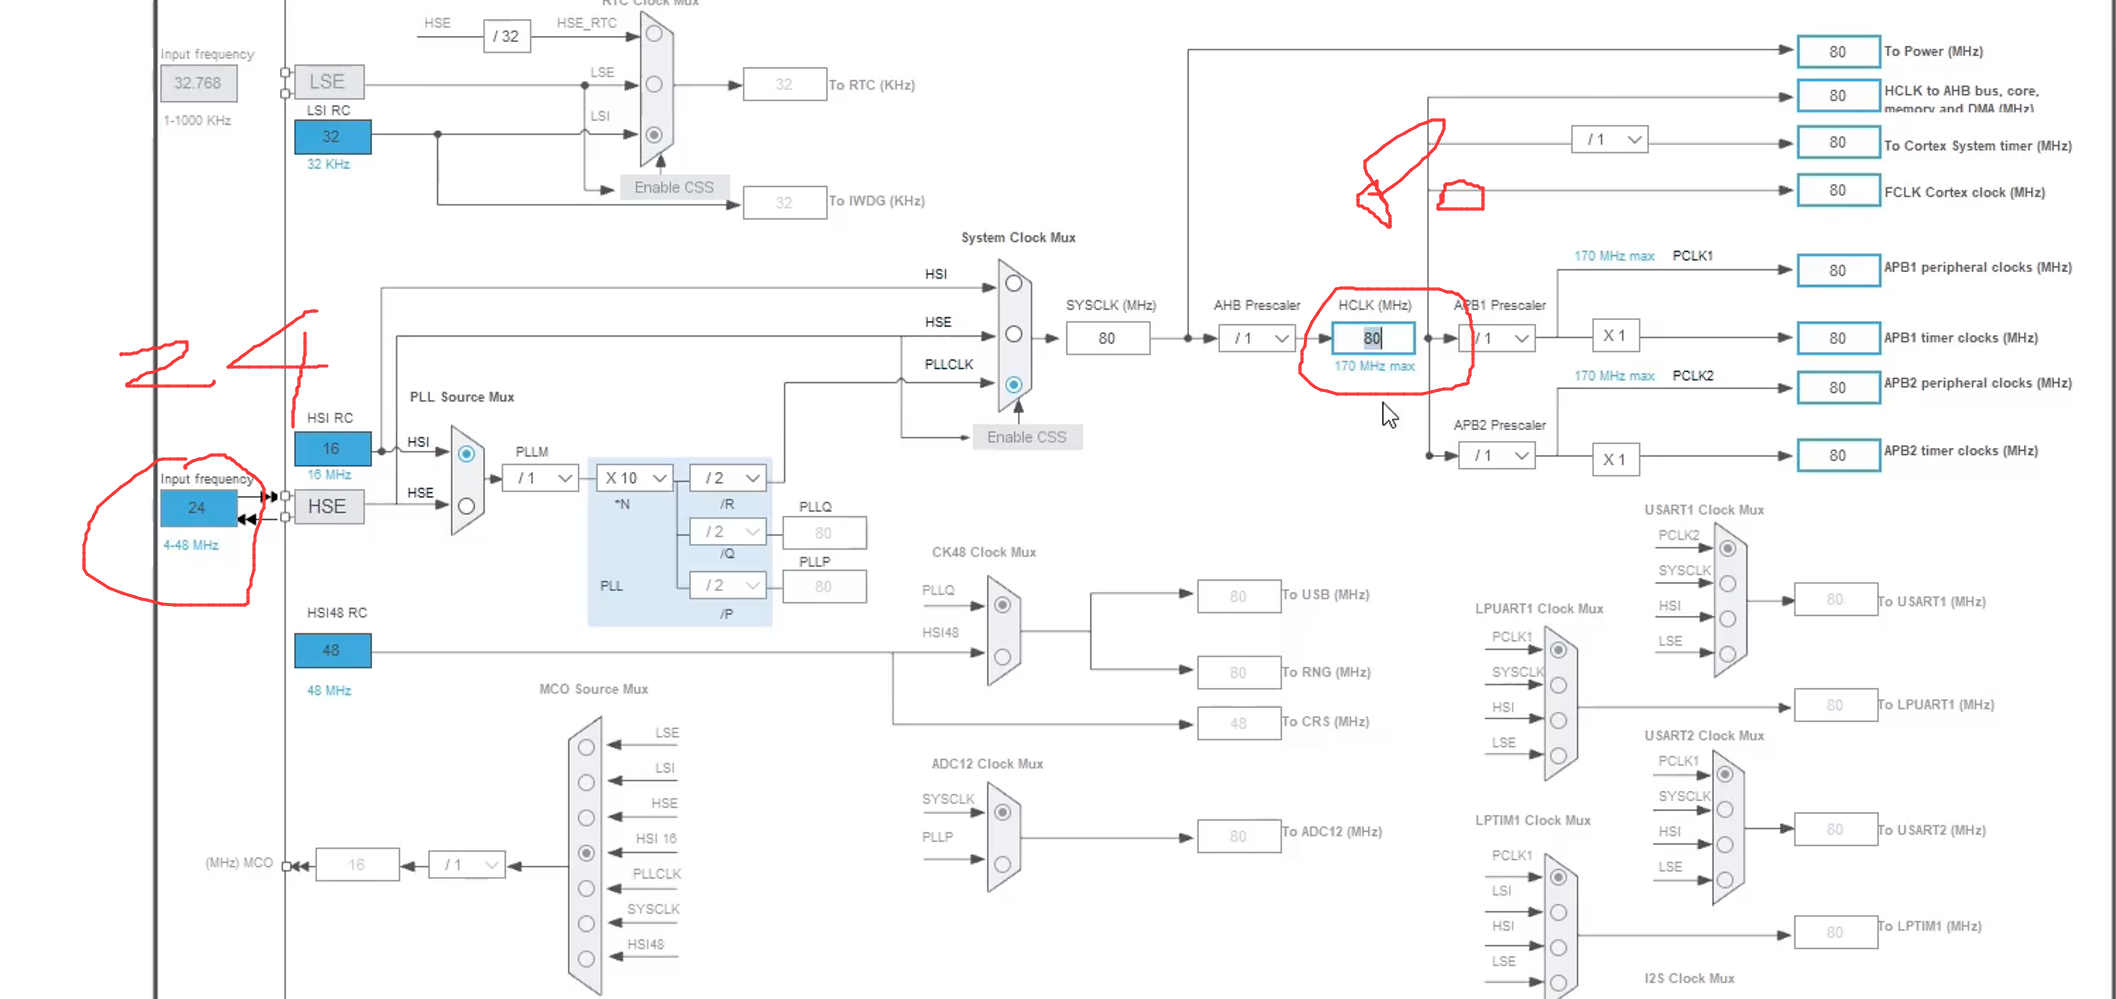 RTC Clock Mux
HSE
/ 32
HSE_RTC
Input frequency
32.768
1-1000 KHz
LSE
LSE
LSI RC
32
32 KHz
LSI
32
To RTC (KHz)
Enable CSS
32
To IWDG (KHz)
80
To Power (MHz)
80
HCLK to AHB bus, core,
memory and DMA (MHz)
/ 1
80
To Cortex System timer (MHz)
80
FCLK Cortex clock (MHz)
80
System Clock Mux
HSI
HSE
PLLCLK
Enable CSS
SYSCLK (MHz)
80
AHB Prescaler
/ 1
HCLK (MHz)
80
170 MHz max
APB1 Prescaler
/ 1
170 MHz max
PCLK1
80
APB1 peripheral clocks (MHz)
X 1
80
APB1 timer clocks (MHz)
170 MHz max
PCLK2
80
APB2 peripheral clocks (MHz)
APB2 Prescaler
/ 1
X 1
80
APB2 timer clocks (MHz)
24
HSI RC
16
16 MHz
HSI
Input frequency
24
4-48 MHz
HSE
HSE
PLL Source Mux
PLLM
/ 1
X 10
*N
PLL
/ 2
/R
/ 2
/Q
/ 2
/P
PLLQ
80
PLLP
80
HSI48 RC
48
48 MHz
CK48 Clock Mux
PLLQ
HSI48
80
To USB (MHz)
80
To RNG (MHz)
48
To CRS (MHz)
USART1 Clock Mux
PCLK2
SYSCLK
HSI
LSE
80
To USART1 (MHz)
LPUART1 Clock Mux
PCLK1
SYSCLK
HSI
LSE
80
To LPUART1 (MHz)
USART2 Clock Mux
PCLK1
SYSCLK
HSI
LSE
80
To USART2 (MHz)
MCO Source Mux
LSE
LSI
HSE
HSI 16
PLLCLK
SYSCLK
HSI48
(MHz) MCO
16
/ 1
ADC12 Clock Mux
SYSCLK
PLLP
80
To ADC12 (MHz)
LPTIM1 Clock Mux
PCLK1
LSI
HSI
LSE
80
To LPTIM1 (MHz)
I2S Clock Mux